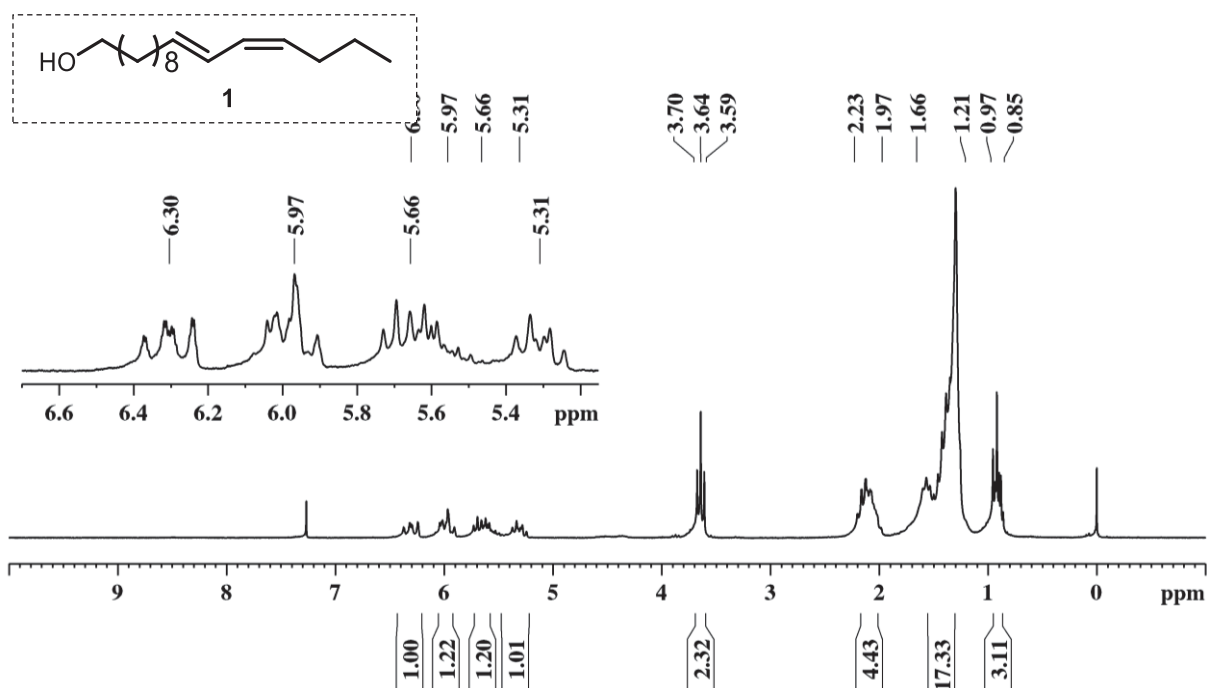 HO ( )8
1
5.97 5.66 5.31 3.70 3.64 3.59 2.23 1.97 1.66 1.21 0.97 0.85
6.30 5.97 5.66 5.31
6.6 6.4 6.2 6.0 5.8 5.6 5.4 ppm
9 8 7 6 5 4 3 2 1 0 ppm
1.00 1.22 1.20 1.01 2.32 4.43 17.33 3.11